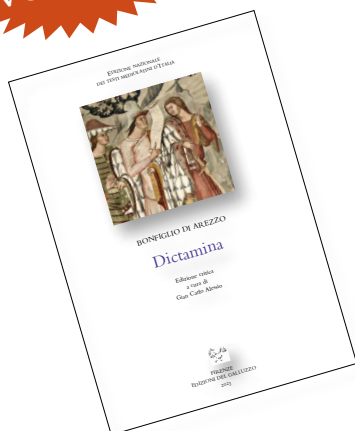 EDIZIONE NAZIONALE
DEI TESTI MEDIOLATINI D'ITALIA
BONFIGLIO DI AREZZO
Dictamina
Edizione critica
a cura di
Gian Carlo Alessio
FIRENZE
EDIZIONI DEL GALLUZZO
2023